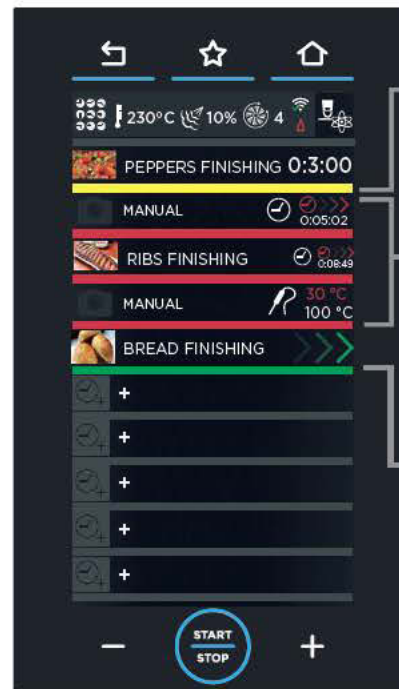 230°C 10% 4
PEPPERS FINISHING 0:3:00
MANUAL 0:05:02
RIBS FINISHING 0:08:49
MANUAL 30 °C
100 °C
BREAD FINISHING
+
+
+
+
+
START
STOP